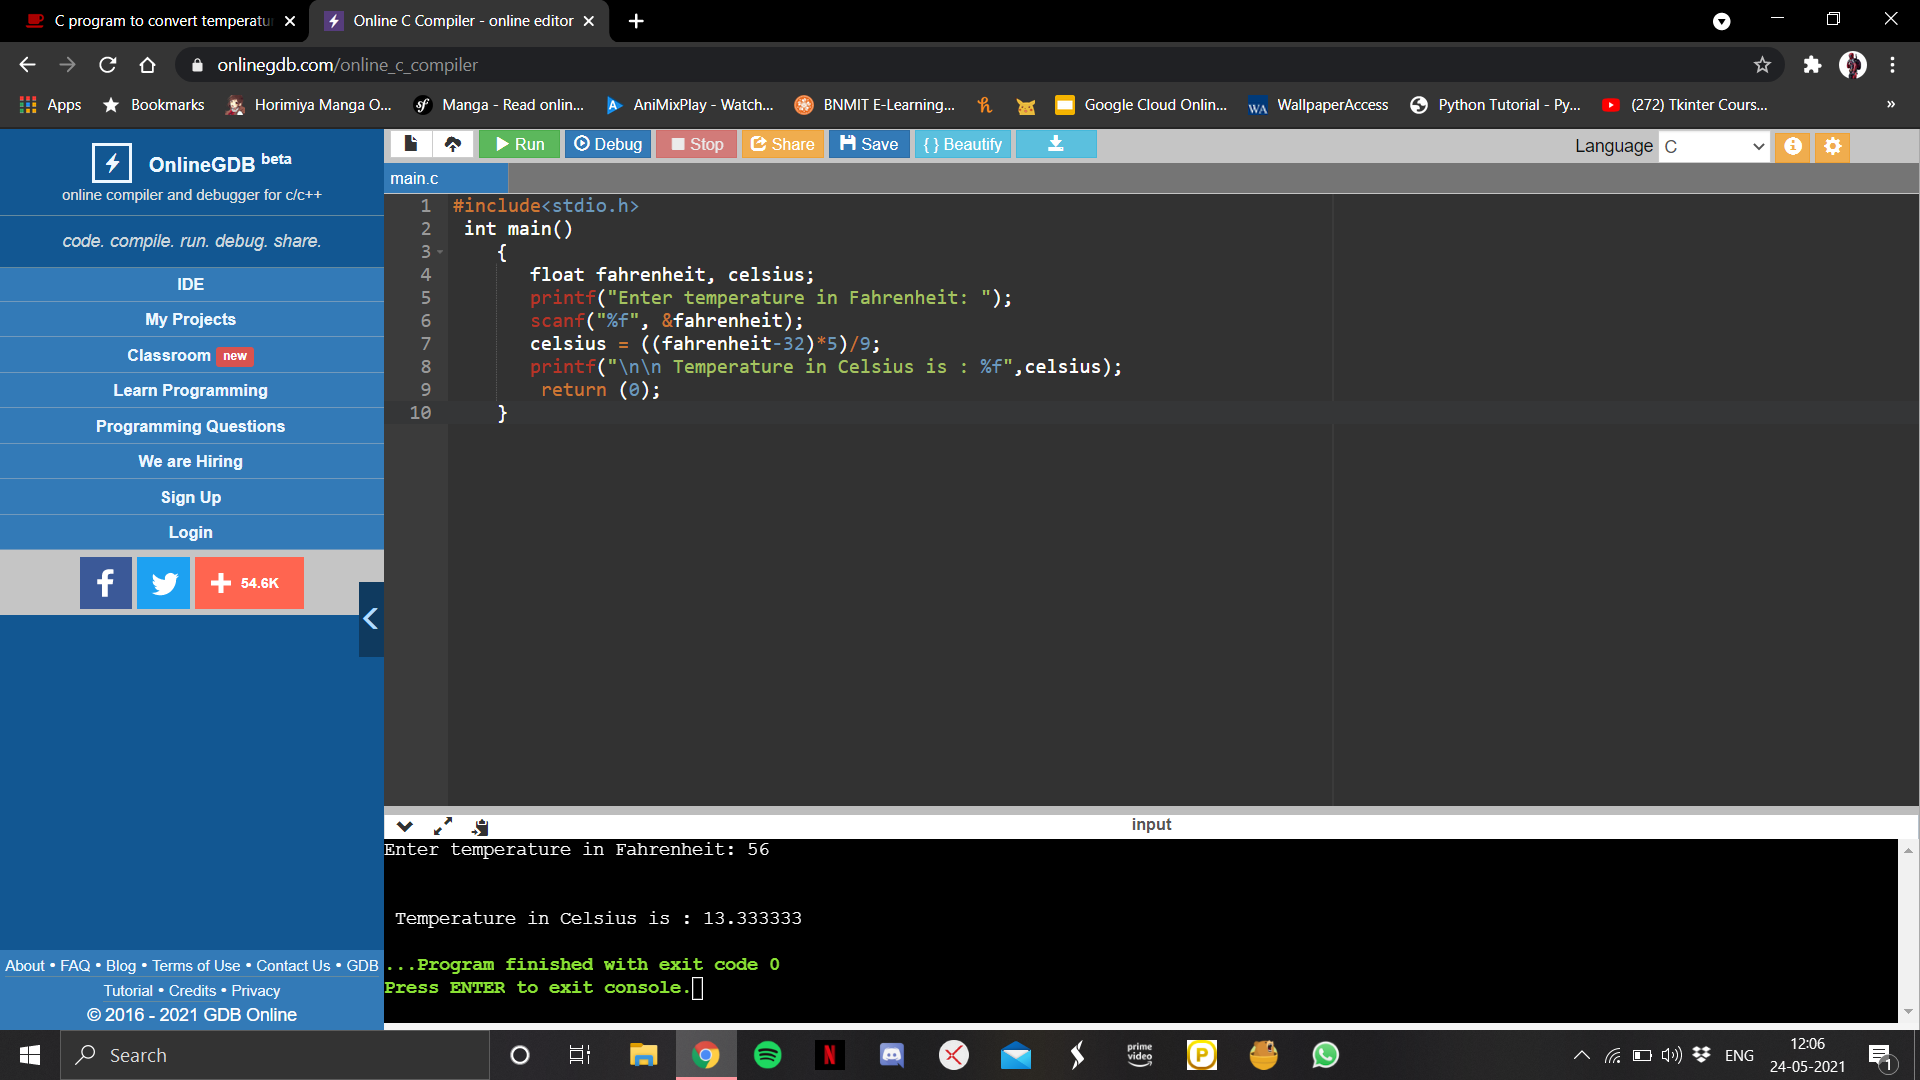 C program to convert temperatu
Online C Compiler - online editor
onlinegdb.com/online_c_compiler
Apps
Bookmarks
Horimiya Manga O...
Manga - Read onlin...
AniMixPlay - Watch...
BNMIT E-Learning...
Google Cloud Onlin...
WA
WallpaperAccess
Python Tutorial - Py...
(272) Tkinter Cours...
»
OnlineGDB beta
online compiler and debugger for c/c++
code. compile. run. debug. share.
IDE
My Projects
Classroom new
Learn Programming
Programming Questions
We are Hiring
Sign Up
Login
54.6K
About • FAQ • Blog • Terms of Use • Contact Us • GDB
Tutorial • Credits • Privacy
© 2016 - 2021 GDB Online
Run
Debug
Stop
Share
Save
{ } Beautify
Language C
main.c
1 #include<stdio.h>
2 int main()
3 {
4 float fahrenheit, celsius;
5 printf("Enter temperature in Fahrenheit: ");
6 scanf("%f", &fahrenheit);
7 celsius = ((fahrenheit-32)*5)/9;
8 printf("\n\n Temperature in Celsius is : %f",celsius);
9 return (0);
10 }
input
Enter temperature in Fahrenheit: 56
Temperature in Celsius is : 13.333333
...Program finished with exit code 0
Press ENTER to exit console.
Search
prime video
ENG
12:06
24-05-2021
1